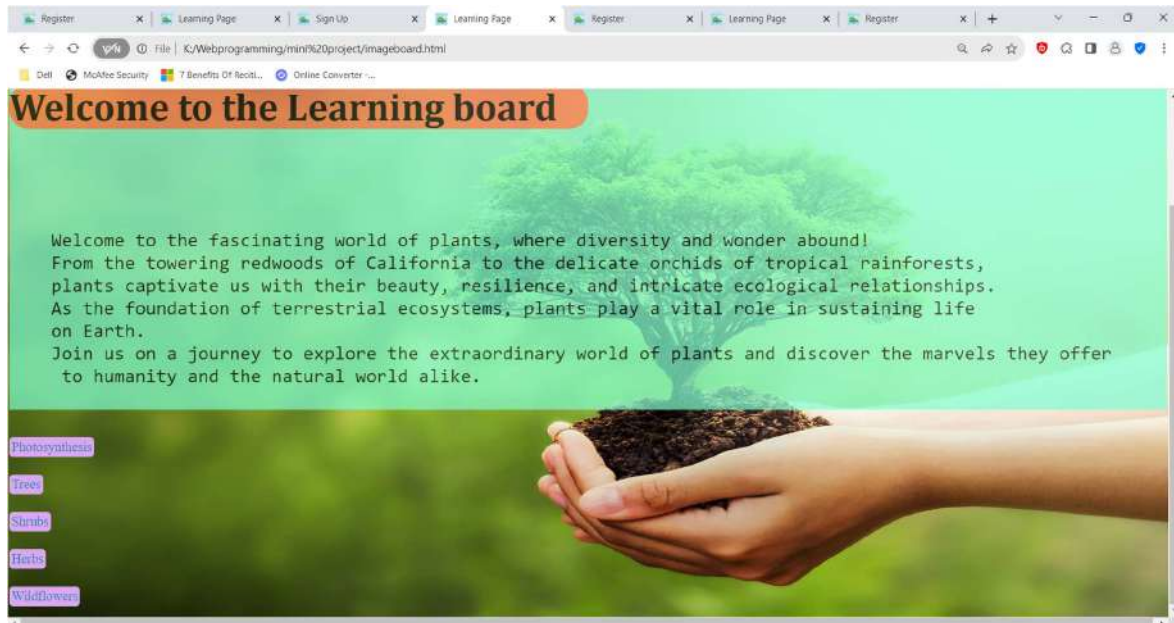 Register
Learning Page
Sign Up
Learning Page
Register
Learning Page
Register
VPN
File
K:/Webprogramming/mini%20project/imageboard.html
Dell
McAfee Security
7 Benefits Of Reciti...
Online Converter -...
Welcome to the Learning board
Welcome to the fascinating world of plants, where diversity and wonder abound!
From the towering redwoods of California to the delicate orchids of tropical rainforests,
plants captivate us with their beauty, resilience, and intricate ecological relationships.
As the foundation of terrestrial ecosystems, plants play a vital role in sustaining life
on Earth.
Join us on a journey to explore the extraordinary world of plants and discover the marvels they offer
to humanity and the natural world alike.
Photosynthesis
Trees
Shrubs
Herbs
Wildflowers